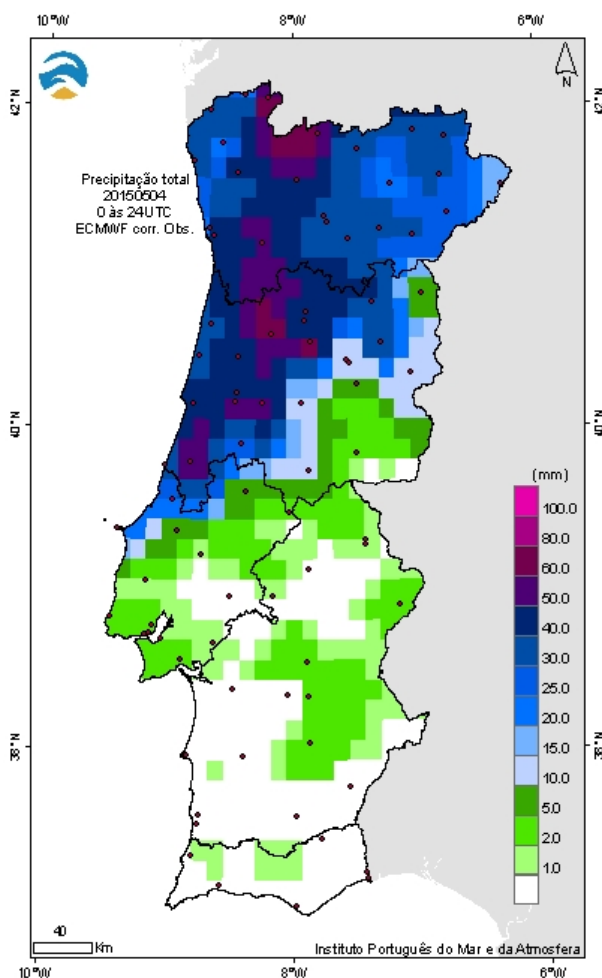 10°W 8°W 6°W
42°N 42°N
N
Precipitação total
20150504
0 às 24UTC
ECMWF corr. Obs.
40°N 40°N
(mm)
100.0
80.0
60.0
50.0
40.0
30.0
25.0
20.0
15.0
10.0
5.0
2.0
1.0
38°N 38°N
40
Km
Instituto Português do Mar e da Atmosfera
10°W 8°W 6°W